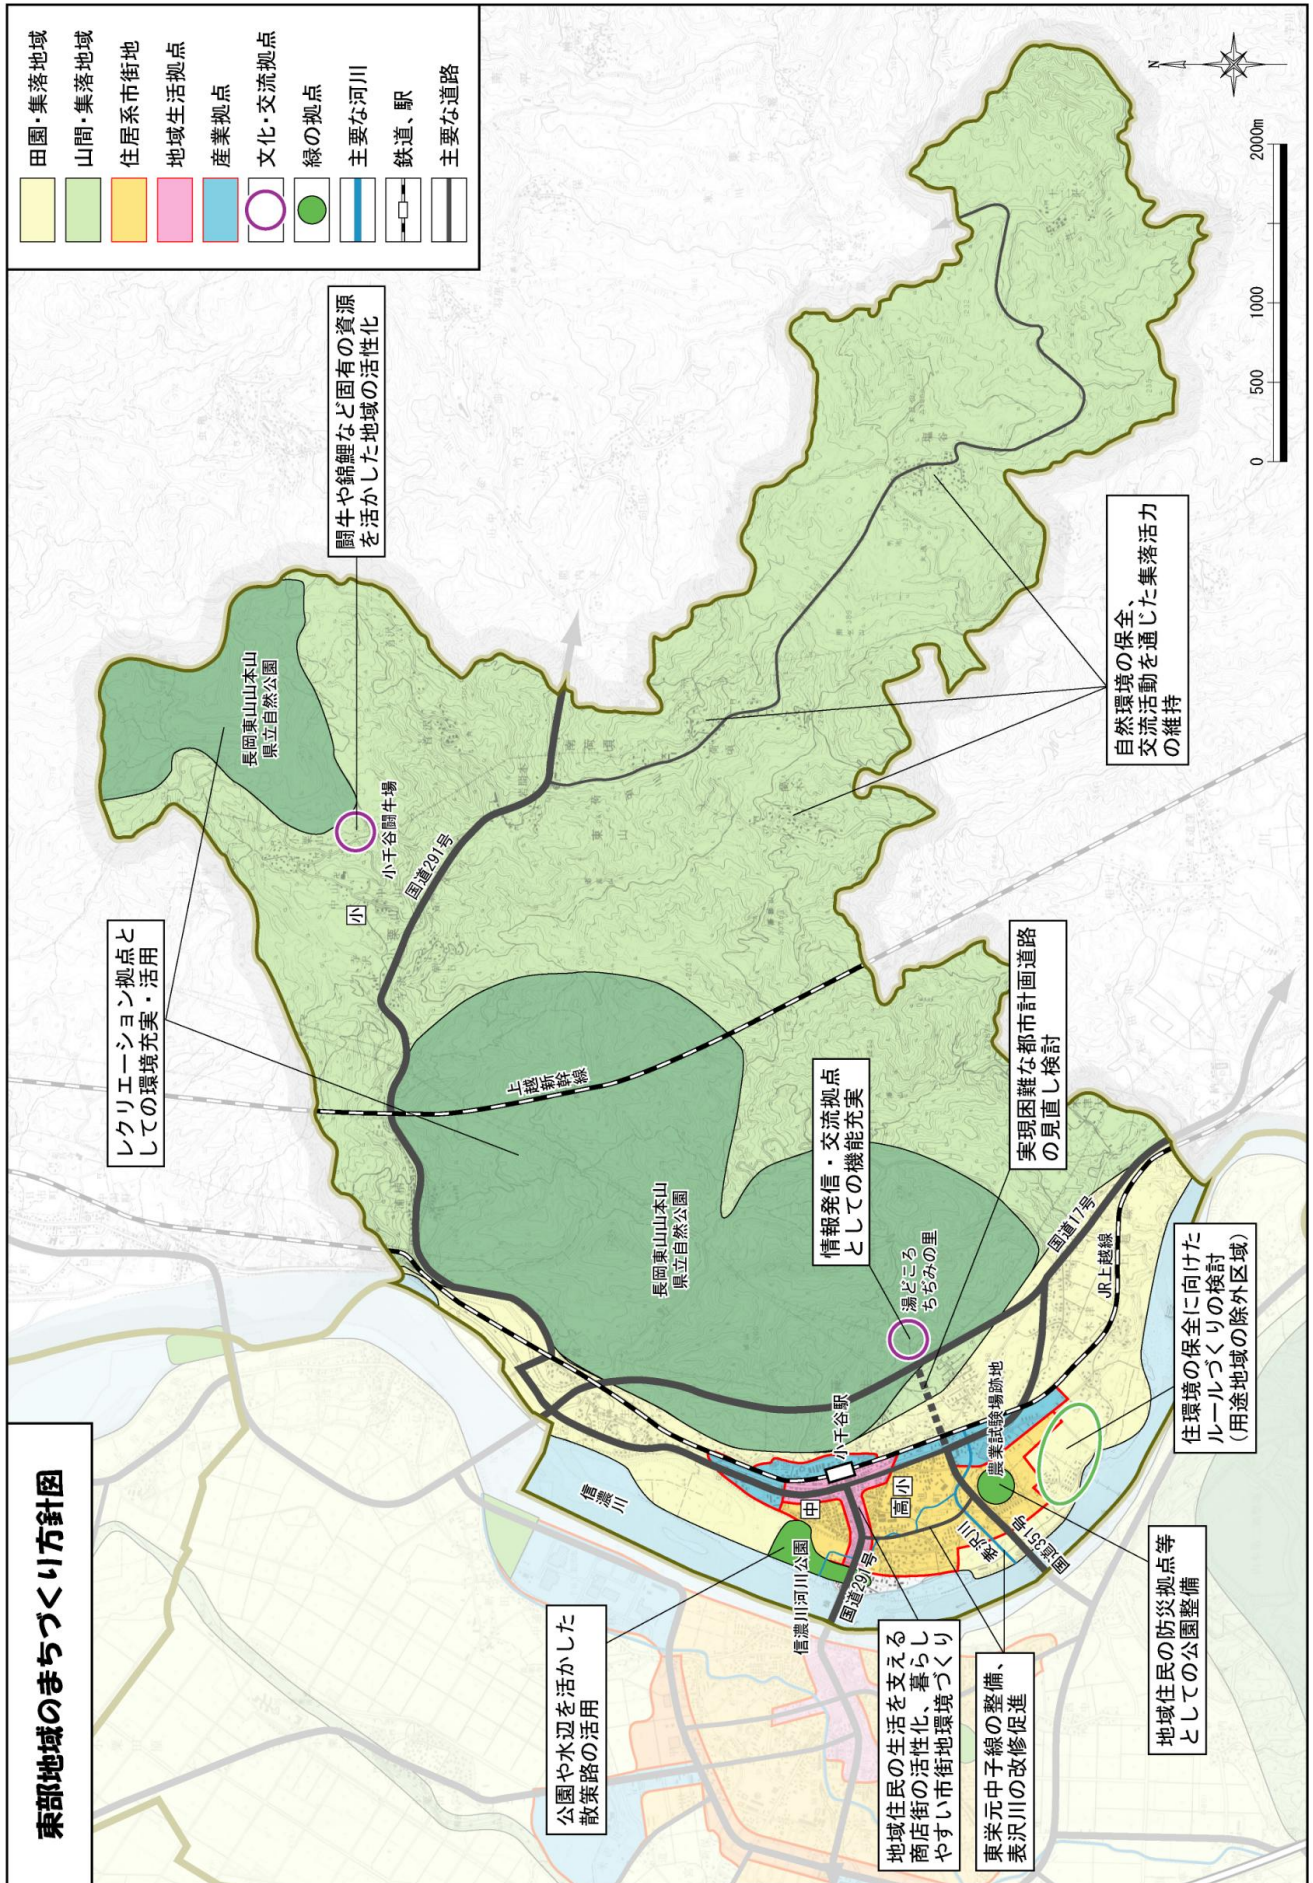 東部地域のまちづくり方針図
田園・集落地域
山間・集落地域
住居系市街地
地域生活拠点
産業拠点
文化・交流拠点
緑の拠点
主要な河川
鉄道、駅
主要な道路
N
0
500
1000
2000m
レクリエーション拠点と
しての環境充実・活用
闘牛や錦鯉など固有の資源
を活かした地域の活性化
長岡東山山本山
県立自然公園
小千谷闘牛場
小
国道291号
上越新幹線
長岡東山山本山
県立自然公園
自然環境の保全、
交流活動を通じた集落活力
の維持
情報発信・交流拠点
としての機能充実
湯どころ
ちぢみの里
実現困難な都市計画道路
の見直し検討
国道17号
JR上越線
住環境の保全に向けた
ルールづくりの検討
(用途地域の除外区域)
信濃川
小千谷駅
農業試験場跡地
中
高
小
信濃川河川公園
国道291号
表沢川
国道351号
公園や水辺を活かした
散策路の活用
地域住民の生活を支える
商店街の活性化、暮らし
やすい市街地環境づくり
東栄元中子線の整備、
表沢川の改修促進
地域住民の防災拠点等
としての公園整備